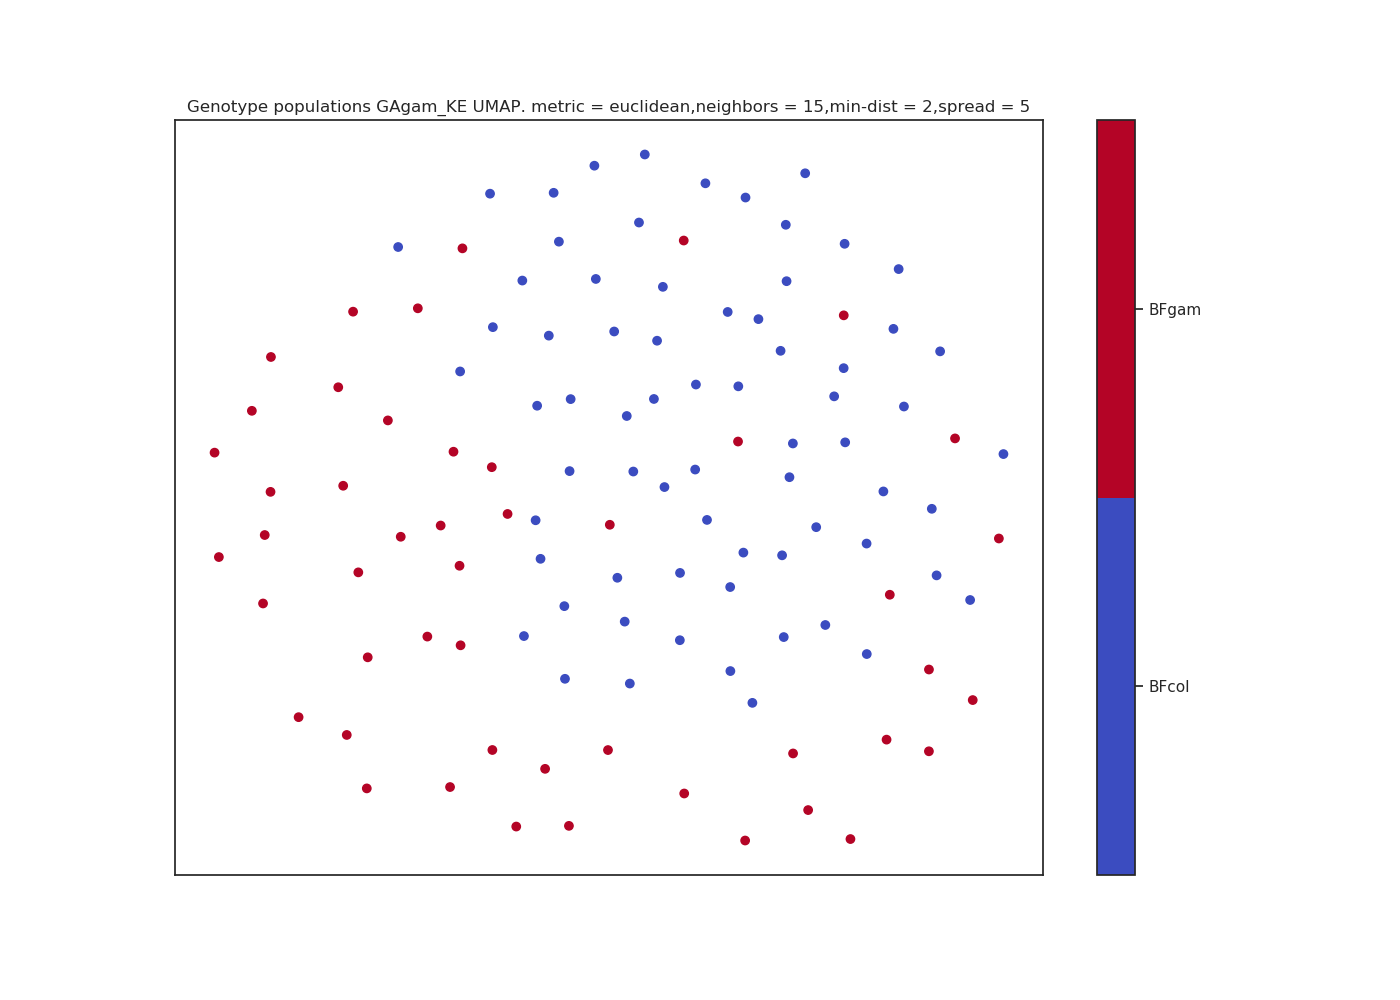 Genotype populations GAgam_KE UMAP. metric = euclidean,neighbors = 15,min-dist = 2,spread = 5
BFgam
BFcol